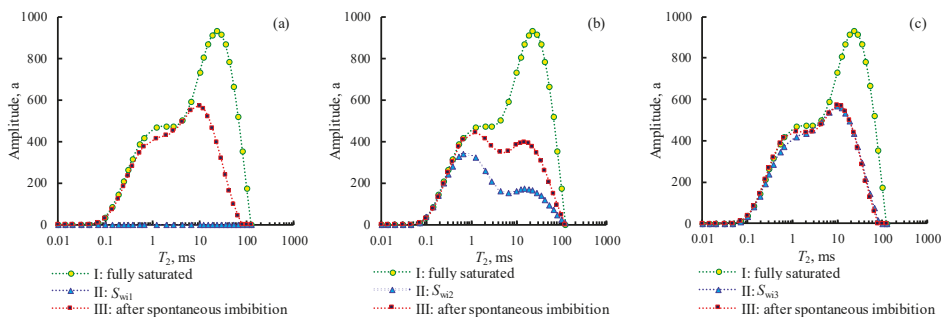 (a)
Amplitude, a
1000
800
600
400
200
0
0.01 0.1 1 10 100 1000
T2, ms
I: fully saturated
II: Swi1
III: after spontaneous imbibition
(b)
Amplitude, a
1000
800
600
400
200
0
0.01 0.1 1 10 100 1000
T2, ms
I: fully saturated
II: Swi2
III: after spontaneous imbibition
(c)
Amplitude, a
1000
800
600
400
200
0
0.01 0.1 1 10 100 1000
T2, ms
I: fully saturated
II: Swi3
III: after spontaneous imbibition